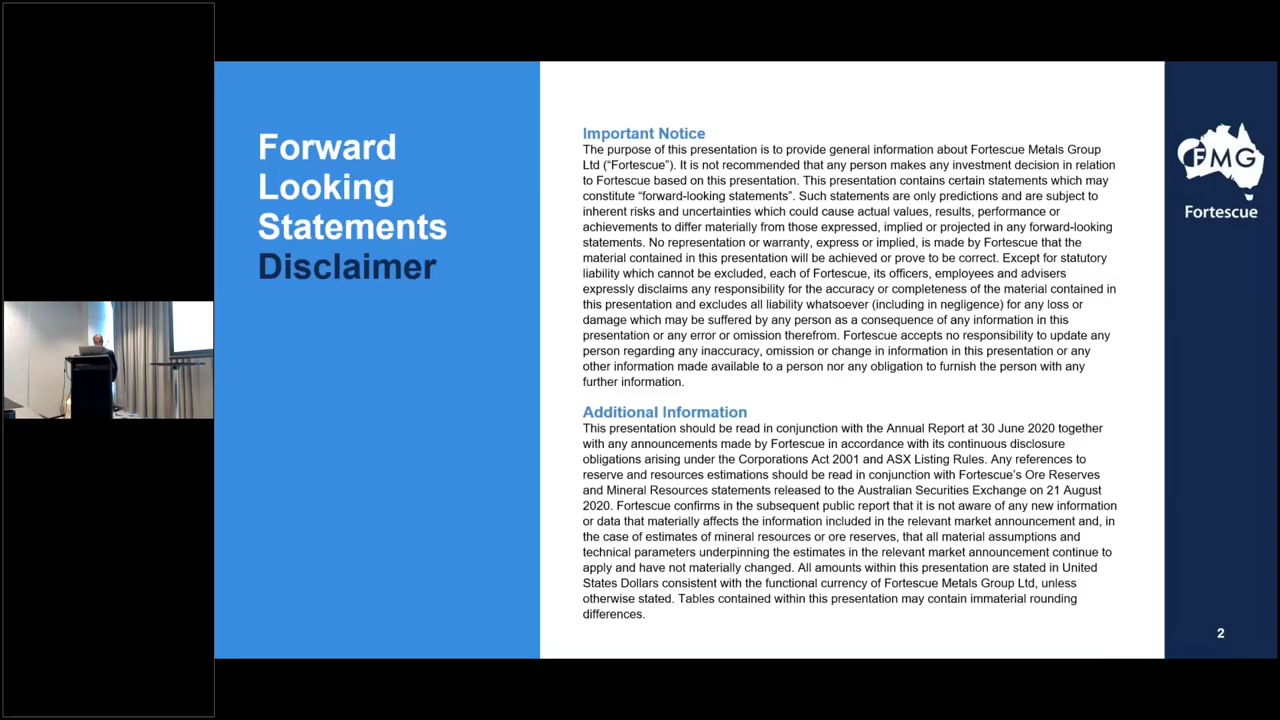 Forward
Looking
Statements
Disclaimer
Important Notice
The purpose of this presentation is to provide general information about Fortescue Metals Group
Ltd (“Fortescue”). It is not recommended that any person makes any investment decision in relation
to Fortescue based on this presentation. This presentation contains certain statements which may
constitute “forward-looking statements”. Such statements are only predictions and are subject to
inherent risks and uncertainties which could cause actual values, results, performance or
achievements to differ materially from those expressed, implied or projected in any forward-looking
statements. No representation or warranty, express or implied, is made by Fortescue that the
material contained in this presentation will be achieved or prove to be correct. Except for statutory
liability which cannot be excluded, each of Fortescue, its officers, employees and advisers
expressly disclaims any responsibility for the accuracy or completeness of the material contained in
this presentation and excludes all liability whatsoever (including in negligence) for any loss or
damage which may be suffered by any person as a consequence of any information in this
presentation or any error or omission therefrom. Fortescue accepts no responsibility to update any
person regarding any inaccuracy, omission or change in information in this presentation or any
other information made available to a person nor any obligation to furnish the person with any
further information.
Additional Information
This presentation should be read in conjunction with the Annual Report at 30 June 2020 together
with any announcements made by Fortescue in accordance with its continuous disclosure
obligations arising under the Corporations Act 2001 and ASX Listing Rules. Any references to
reserve and resources estimations should be read in conjunction with Fortescue’s Ore Reserves
and Mineral Resources statements released to the Australian Securities Exchange on 21 August
2020. Fortescue confirms in the subsequent public report that it is not aware of any new information
or data that materially affects the information included in the relevant market announcement and, in
the case of estimates of mineral resources or ore reserves, that all material assumptions and
technical parameters underpinning the estimates in the relevant market announcement continue to
apply and have not materially changed. All amounts within this presentation are stated in United
States Dollars consistent with the functional currency of Fortescue Metals Group Ltd, unless
otherwise stated. Tables contained within this presentation may contain immaterial rounding
differences.
FMG
Fortescue
2